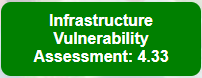 Infrastructure
Vulnerability
Assessment: 4.33